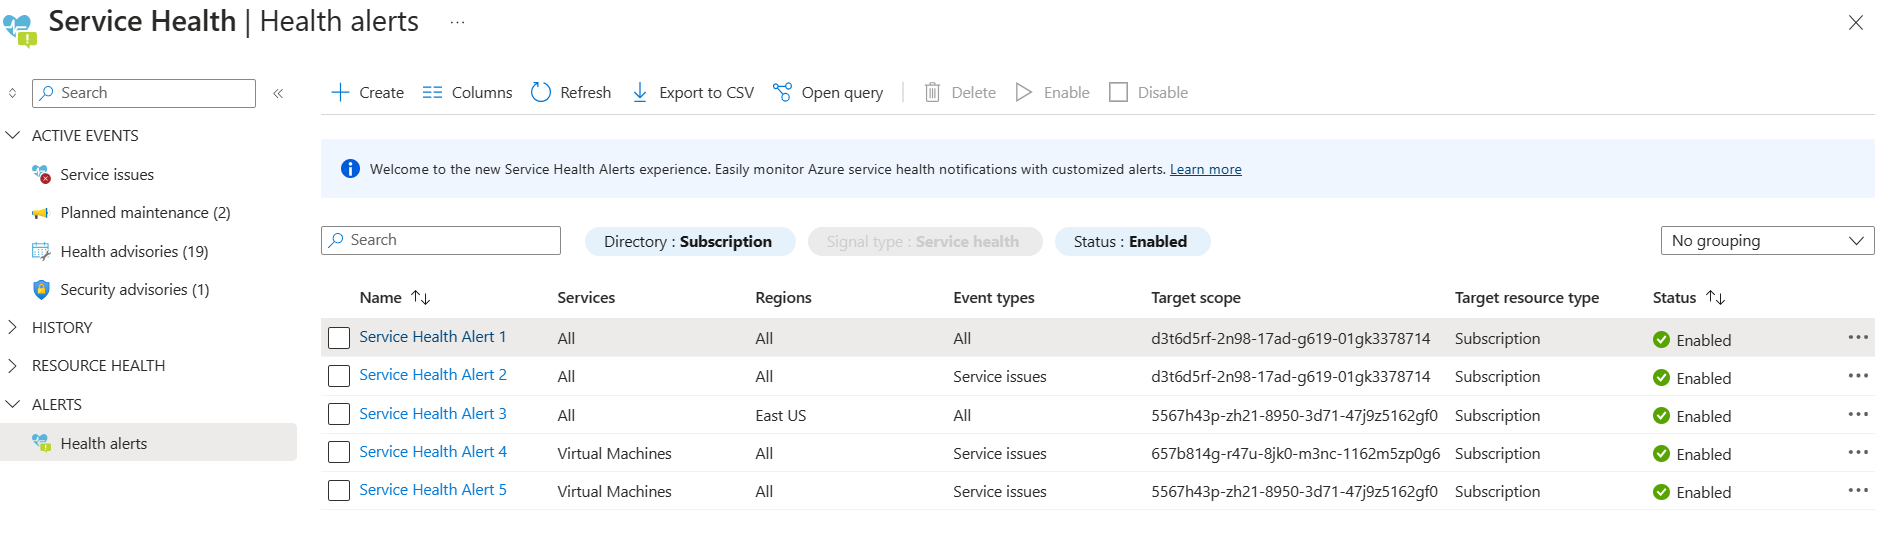 Service Health | Health alerts ...
Search
ACTIVE EVENTS
Service issues
Planned maintenance (2)
Health advisories (19)
Security advisories (1)
HISTORY
RESOURCE HEALTH
ALERTS
Health alerts
Create Columns Refresh Export to CSV Open query Delete Enable Disable
Welcome to the new Service Health Alerts experience. Easily monitor Azure service health notifications with customized alerts. Learn more
Search Directory : Subscription Signal type : Service health Status : Enabled No grouping
Name Services Regions Event types Target scope Target resource type Status
Service Health Alert 1 All All All d3t6d5rf-2n98-17ad-g619-01gk3378714 Subscription Enabled ...
Service Health Alert 2 All All Service issues d3t6d5rf-2n98-17ad-g619-01gk3378714 Subscription Enabled ...
Service Health Alert 3 All East US All 5567h43p-zh21-8950-3d71-47j9z5162gf0 Subscription Enabled ...
Service Health Alert 4 Virtual Machines All Service issues 657b814g-r47u-8jk0-m3nc-1162m5zp0g6 Subscription Enabled ...
Service Health Alert 5 Virtual Machines All Service issues 5567h43p-zh21-8950-3d71-47j9z5162gf0 Subscription Enabled ...